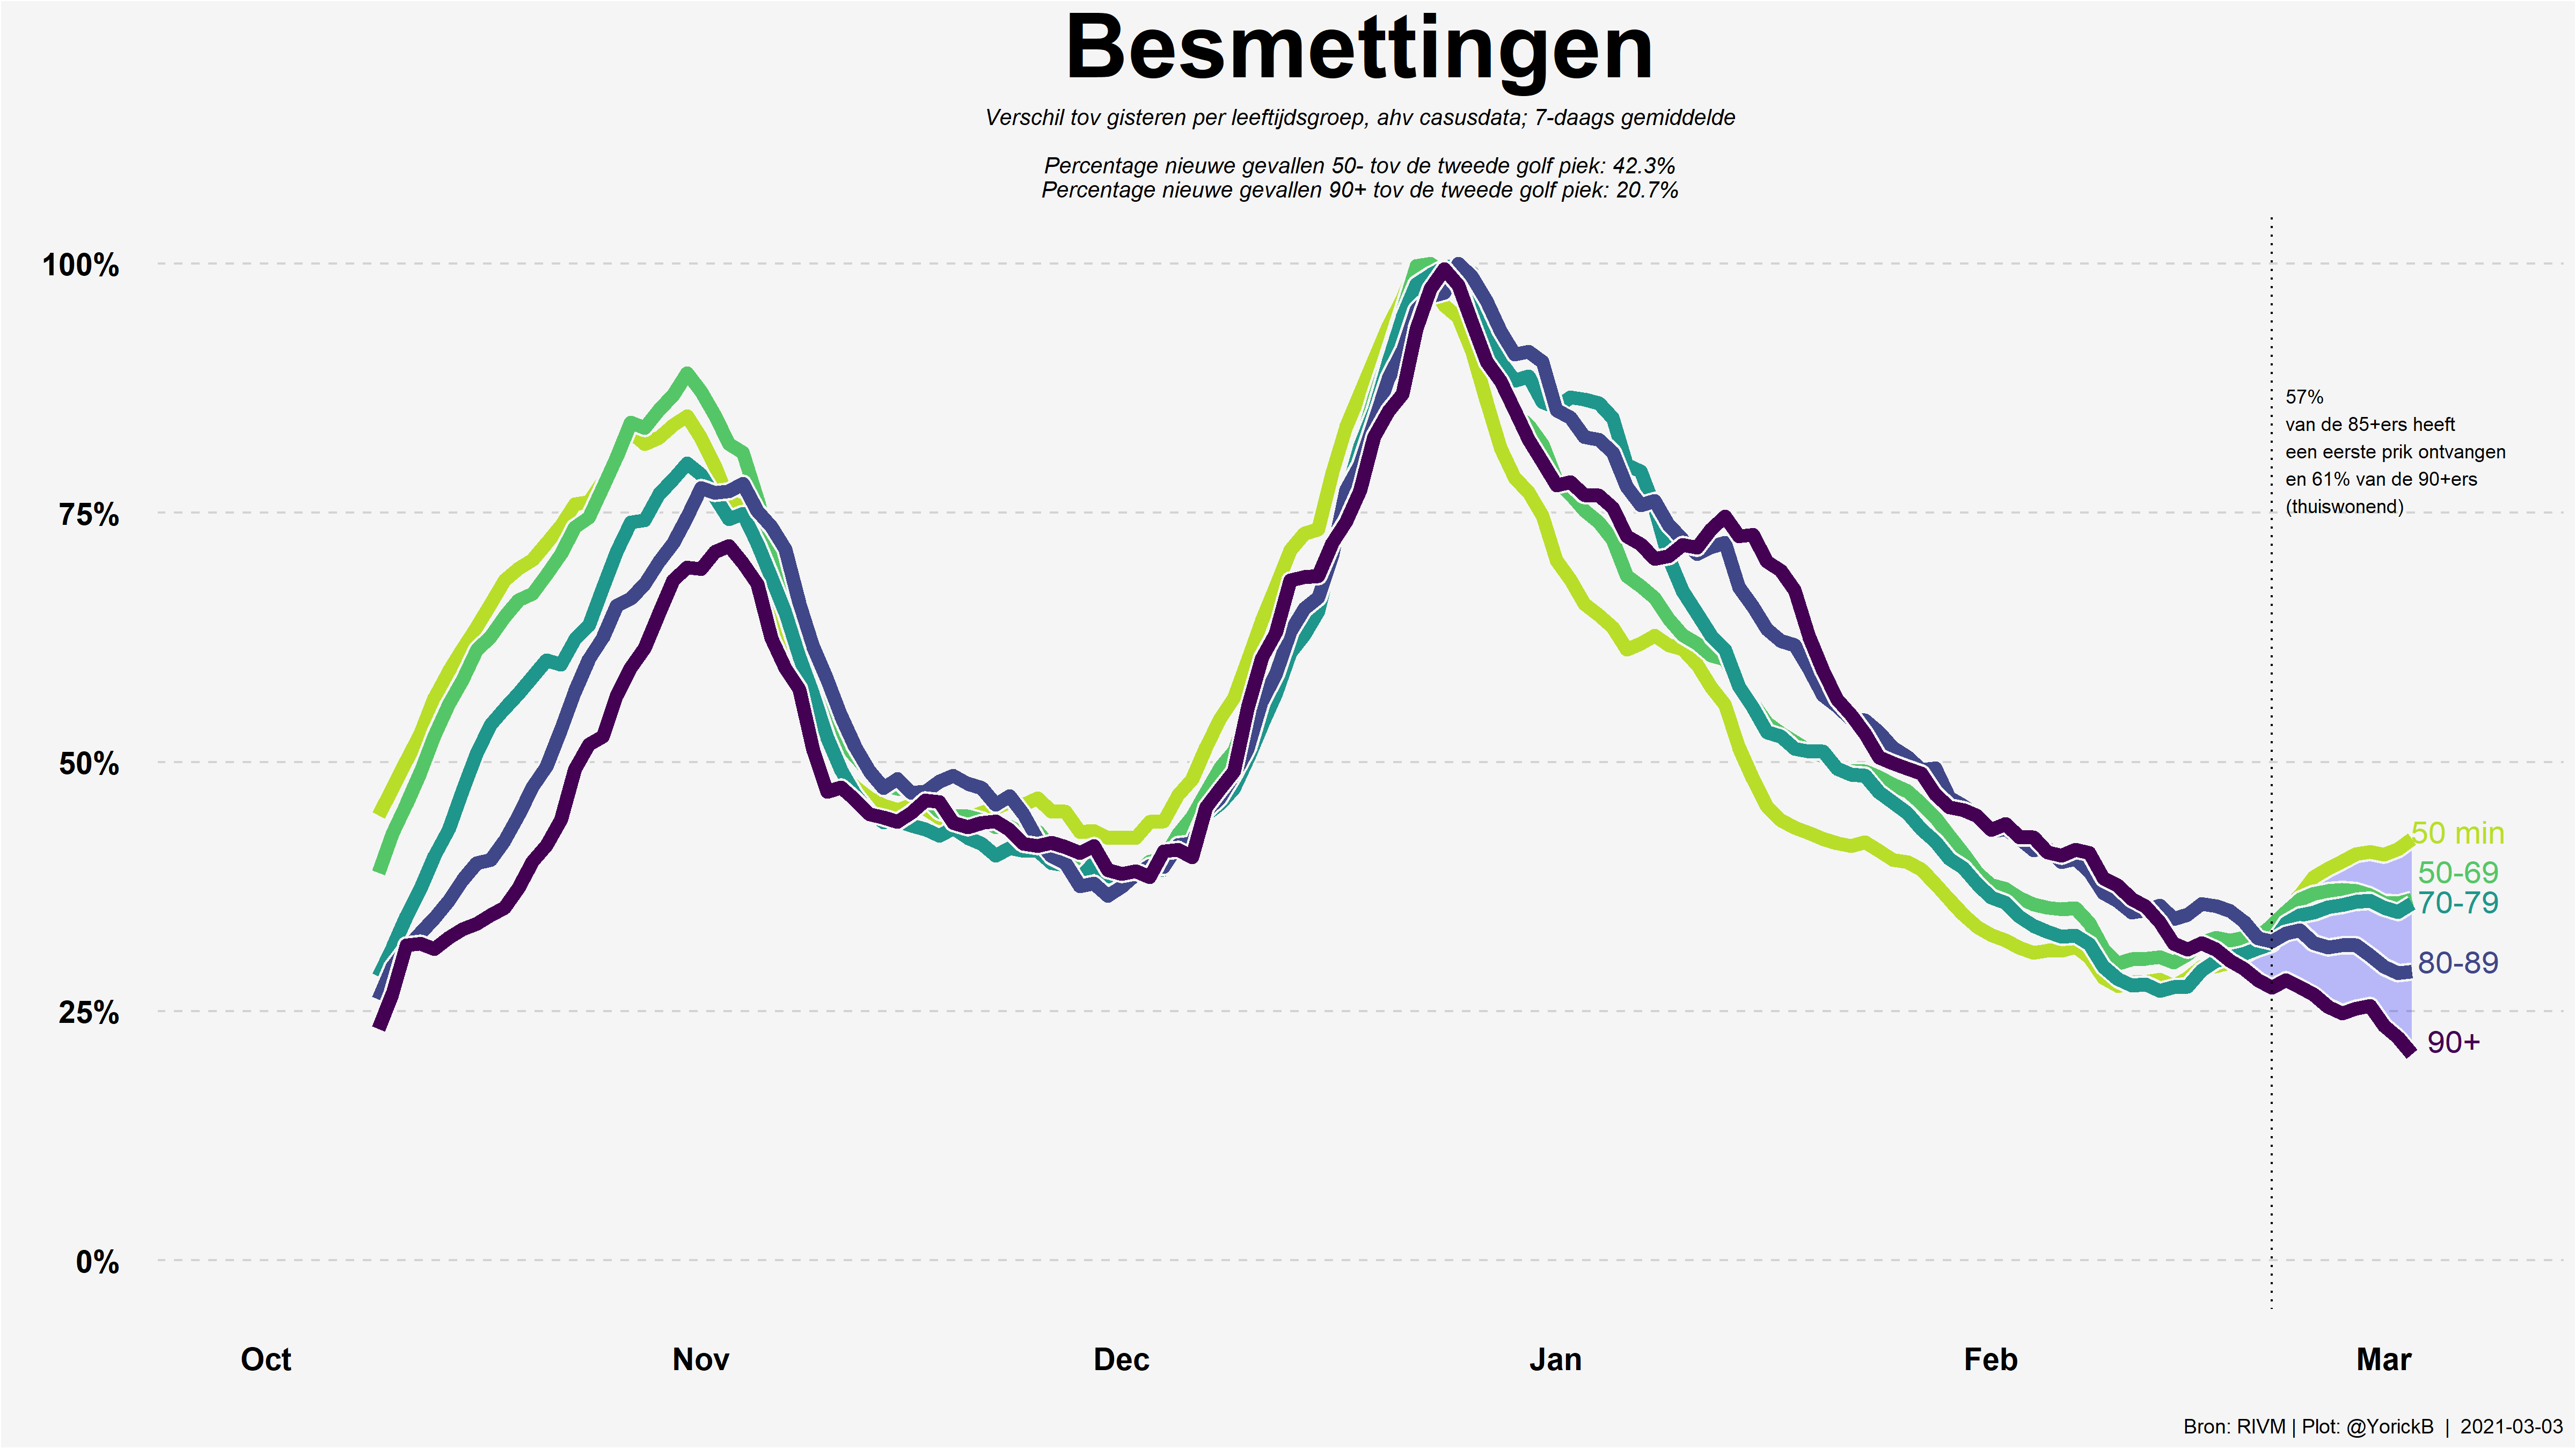 Besmettingen
Verschil tov gisteren per leeftijdsgroep, ahv casusdata; 7-daags gemiddelde
Percentage nieuwe gevallen 50- tov de tweede golf piek: 42.3%
Percentage nieuwe gevallen 90+ tov de tweede golf piek: 20.7%
100%
75%
50%
25%
0%
57%
van de 85+ers heeft
een eerste prik ontvangen
en 61% van de 90+ers
(thuiswonend)
50 min
50-69
70-79
80-89
90+
Oct Nov Dec Jan Feb Mar
Bron: RIVM | Plot: @YorickB | 2021-03-03